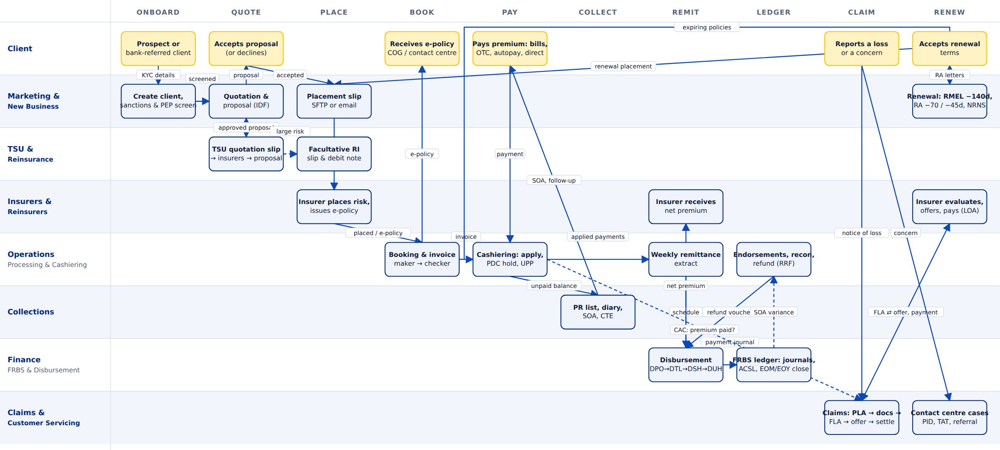 ONBOARD
QUOTE
PLACE
BOOK
PAY
COLLECT
REMIT
LEDGER
CLAIM
RENEW
expiring policies
Client
Prospect or
bank-referred client
Accepts proposal
(or declines)
Receives e-policy
COG / contact centre
Pays premium: bills,
OTC, autopay, direct
Reports a loss
or a concern
Accepts renewal
terms
renewal placement
KYC details
screened
proposal
accepted
RA letters
Marketing &
New Business
Create client,
sanctions & PEP screen
Quotation &
proposal (IDF)
Placement slip
SFTP or email
Renewal: RMEL −140d,
RA −70 / −45d, NRNS
approved proposal
large risk
TSU &
Reinsurance
TSU quotation slip
→ insurers → proposal
Facultative RI
slip & debit note
e-policy
payment
SOA, follow-up
Insurers &
Reinsurers
Insurer places risk,
issues e-policy
Insurer receives
net premium
Insurer evaluates,
offers, pays (LOA)
placed / e-policy
invoice
applied payments
notice of loss
concern
Operations
Processing & Cashiering
Booking & invoice
maker → checker
Cashiering: apply,
PDC hold, UPP
Weekly remittance
extract
Endorsements, recon,
refund (RRF)
unpaid balance
net premium
Collections
PR list, diary,
SOA, CTE
schedule
refund vouche
SOA variance
FLA ⇄ offer, payment
CAC: premium paid?
payment journal
Finance
FRBS & Disbursement
Disbursement
DPO→DTL→DSH→DUH
FRBS ledger: journals,
ACSL, EOM/EOY close
Claims &
Customer Servicing
Claims: PLA → docs →
FLA → offer → settle
Contact centre cases
PID, TAT, referral